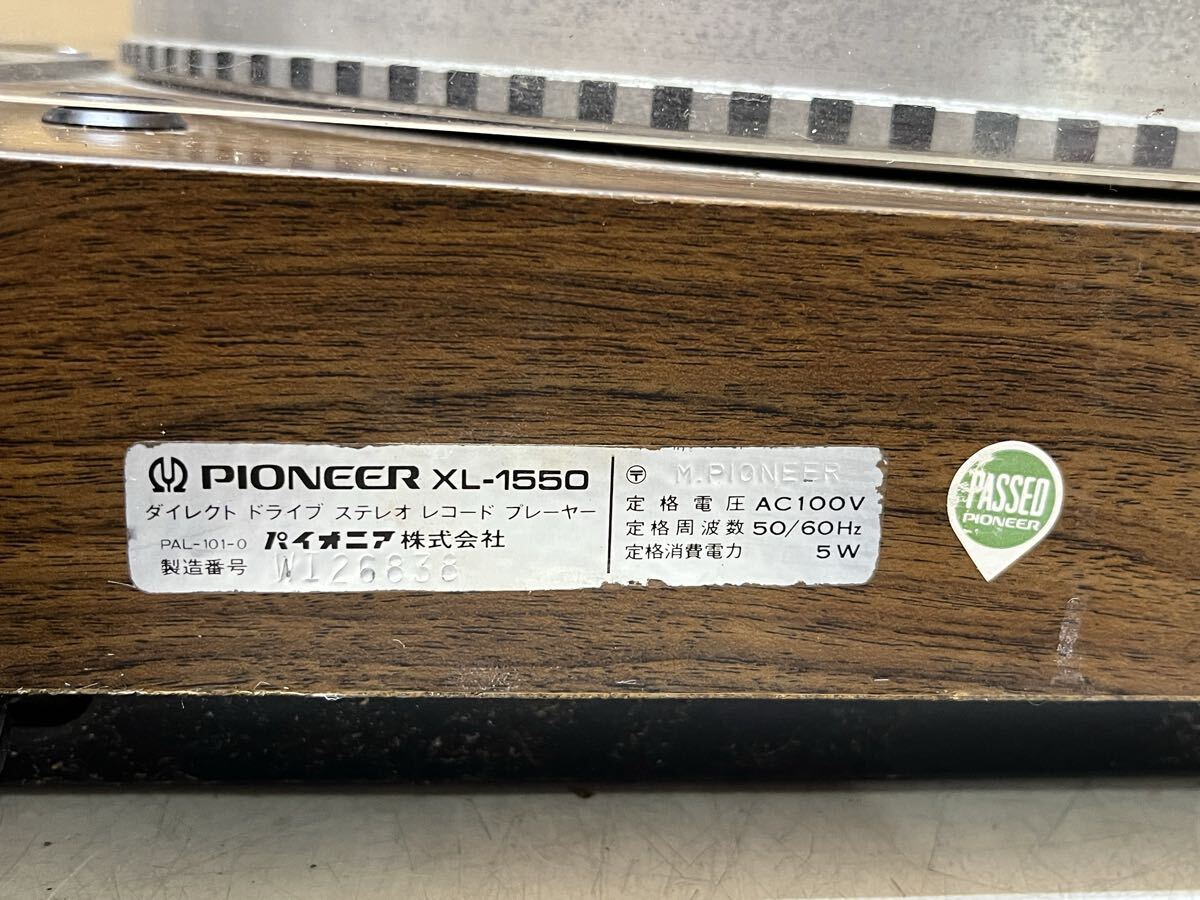 PIONEER XL-1550
ダイレクト ドライブ ステレオ レコード プレーヤー
PAL-101-0 パイオニア株式会社
製造番号 W126838
〒 M.PIONEER
定格電圧 AC100V
定格周波数 50/60Hz
定格消費電力 5W
PASSED
PIONEER